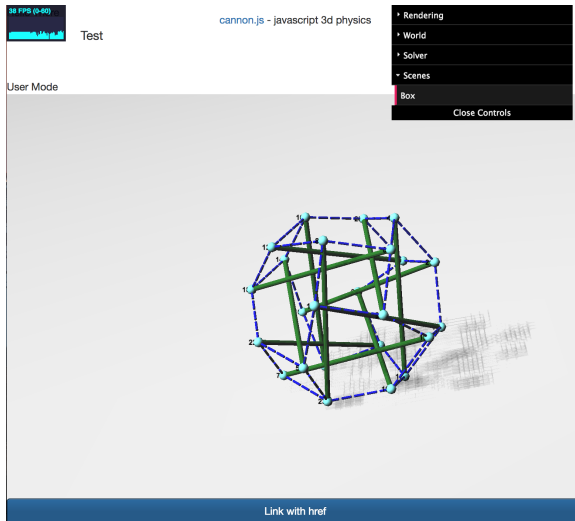 38 FPS (0-60)
cannon.js - javascript 3d physics
Test
Rendering
World
Solver
Scenes
Box
Close Controls
User Mode
Link with href